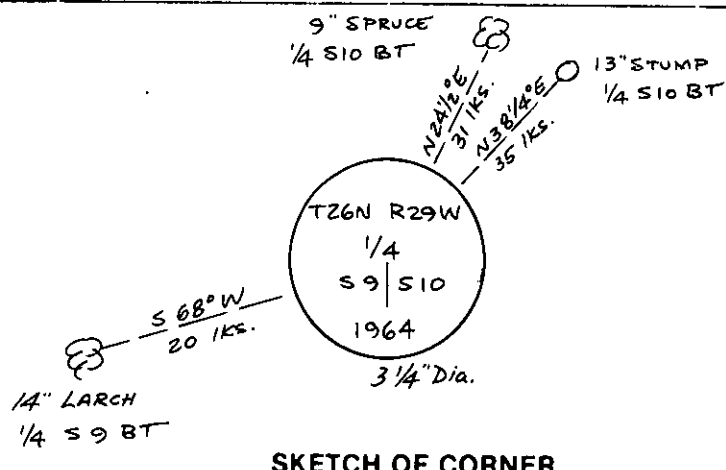 9" SPRUCE
1/4 S10 BT
13" STUMP
1/4 S10 BT
N24 1/2°E
31 lKS.
N38 1/4°E
35 lKS.
T26N R29W
1/4
S 9 | S10
1964
3 1/4" Dia.
S 68° W
20 lKS.
14" LARCH
1/4 S 9 BT
SKETCH OF CORNER